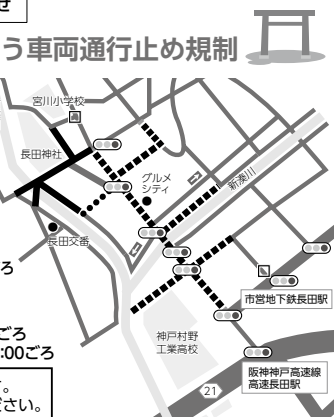 せ
う車両通行止め規制
宮川小学校
長田神社
グルメ
シティ
新湊川
長田交番
ろ
市営地下鉄長田駅
ごろ
:00ごろ
神戸村野
工業高校
阪神神戸高速線
高速長田駅
。
ださい。
21